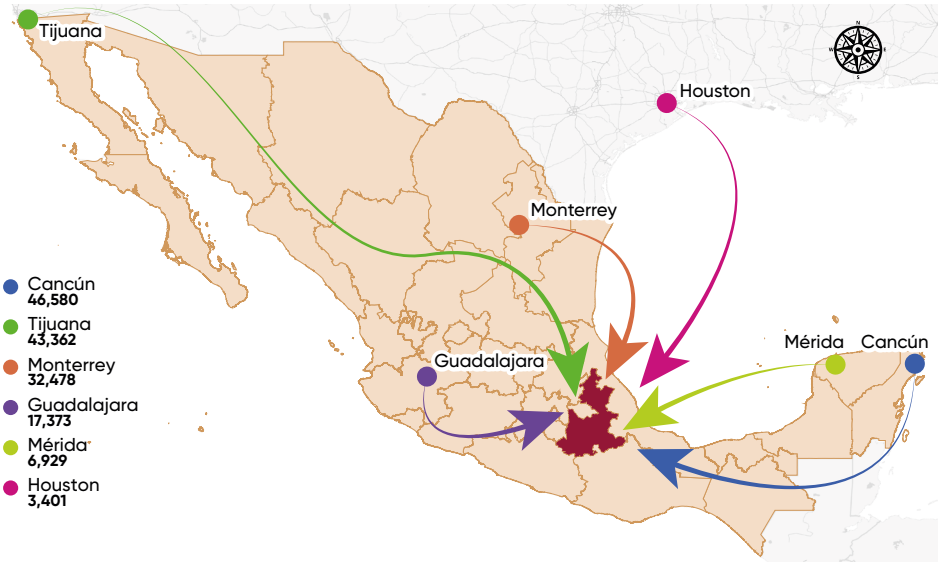 Tijuana
N
W
E
S
Houston
Monterrey
Guadalajara
Mérida
Cancún
Cancún
46,580
Tijuana
43,362
Monterrey
32,478
Guadalajara
17,373
Mérida
6,929
Houston
3,401